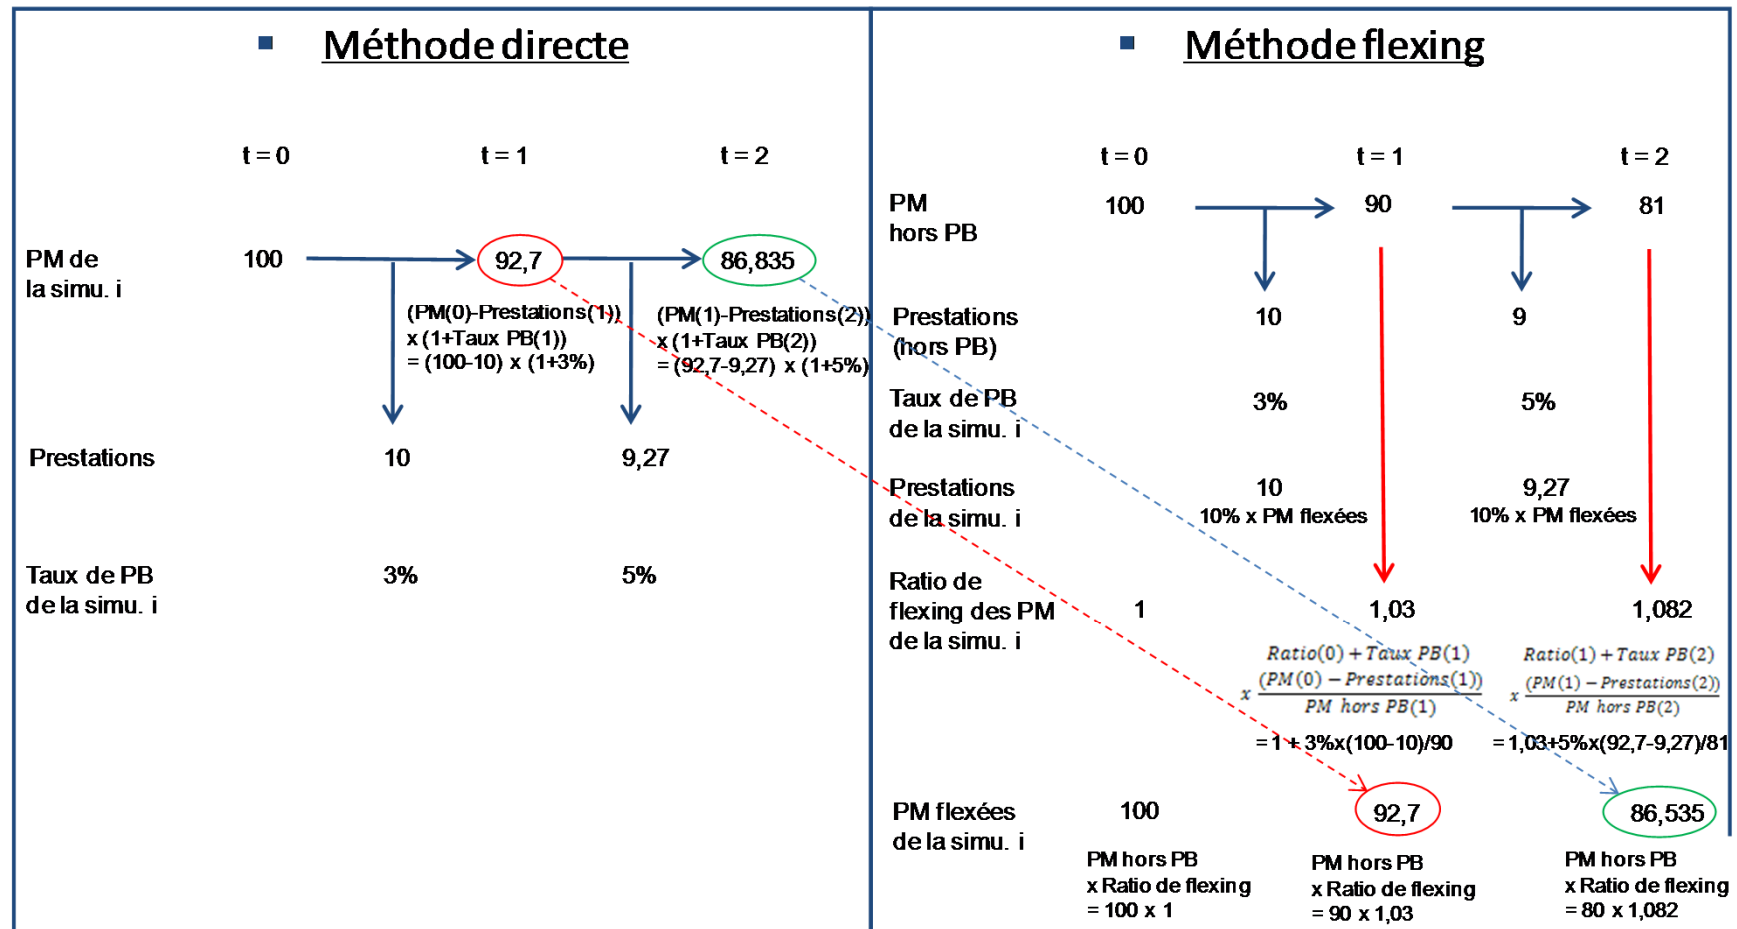 Méthode directe
t = 0 t = 1 t = 2
PM de
la simu. i
100 92,7 86,835
(PM(0)-Prestations(1))
x (1+Taux PB(1))
= (100-10) x (1+3%)
(PM(1)-Prestations(2))
x (1+Taux PB(2))
= (92,7-9,27) x (1+5%)
Prestations 10 9,27
Taux de PB
de la simu. i
3% 5%
Méthode flexing
t = 0 t = 1 t = 2
PM
hors PB
100 90 81
Prestations
(hors PB)
10 9
Taux de PB
de la simu. i
3% 5%
Prestations
de la simu. i
10 9,27
10% x PM flexées 10% x PM flexées
Ratio de
flexing des PM
de la simu. i
1 1,03 1,082
Ratio(0) + Taux PB(1)
x (PM(0) − Prestations(1))
PM hors PB(1)
= 1 + 3%x(100-10)/90
Ratio(1) + Taux PB(2)
x (PM(1) − Prestations(2))
PM hors PB(2)
= 1,03+5%x(92,7-9,27)/81
PM flexées
de la simu. i
100 92,7 86,535
PM hors PB
x Ratio de flexing
= 100 x 1
PM hors PB
x Ratio de flexing
= 90 x 1,03
PM hors PB
x Ratio de flexing
= 80 x 1,082